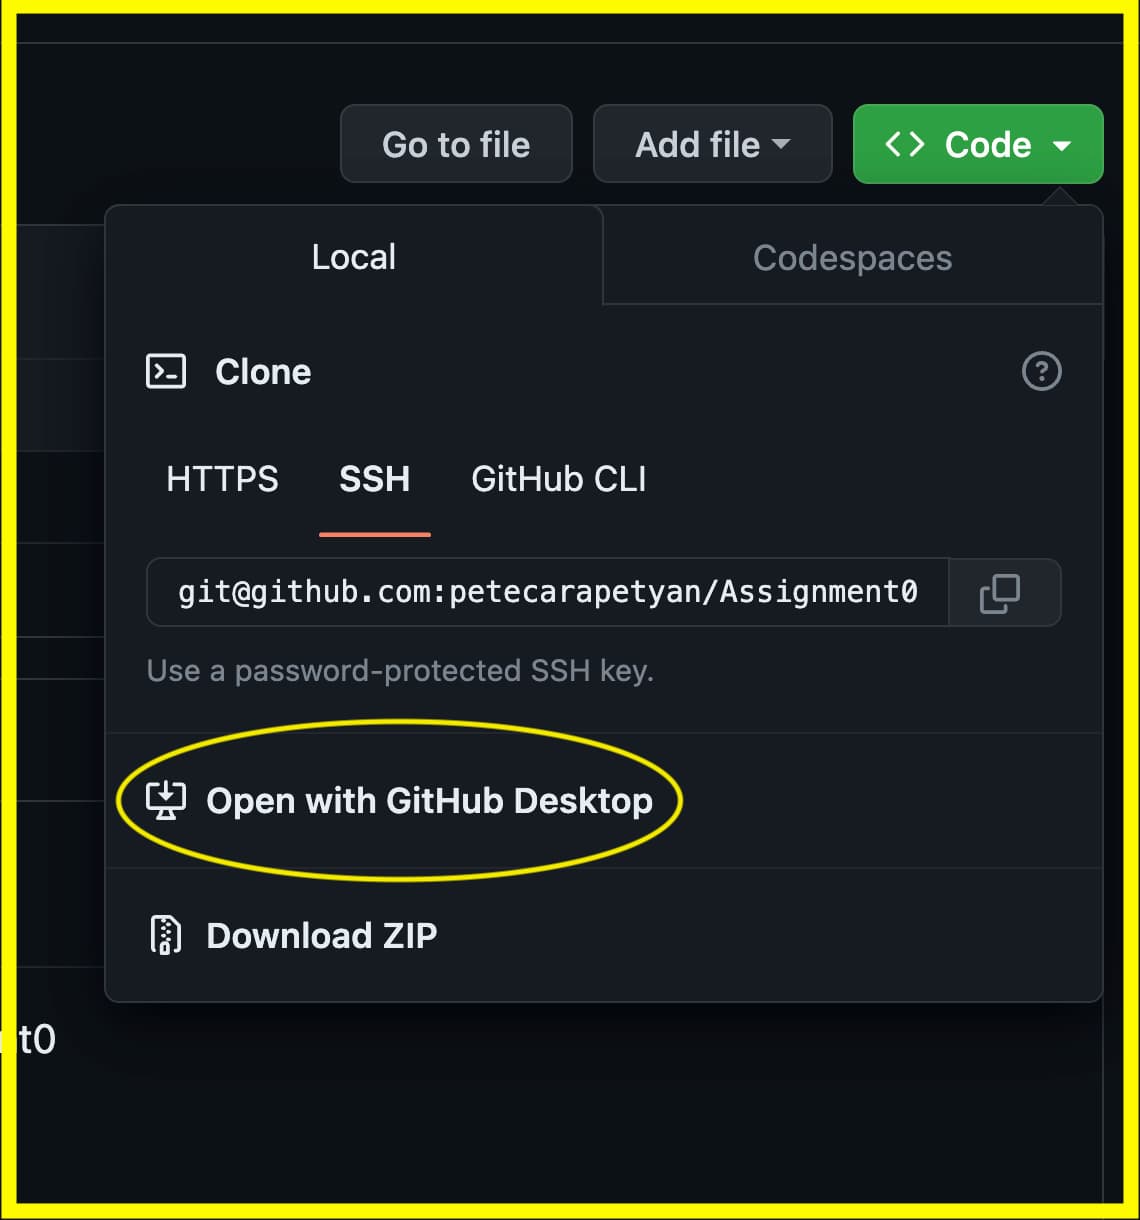 Go to file Add file Code
Local Codespaces
Clone
HTTPS SSH GitHub CLI
git@github.com:petecarapetyan/Assignment0
Use a password-protected SSH key.
Open with GitHub Desktop
Download ZIP
t0